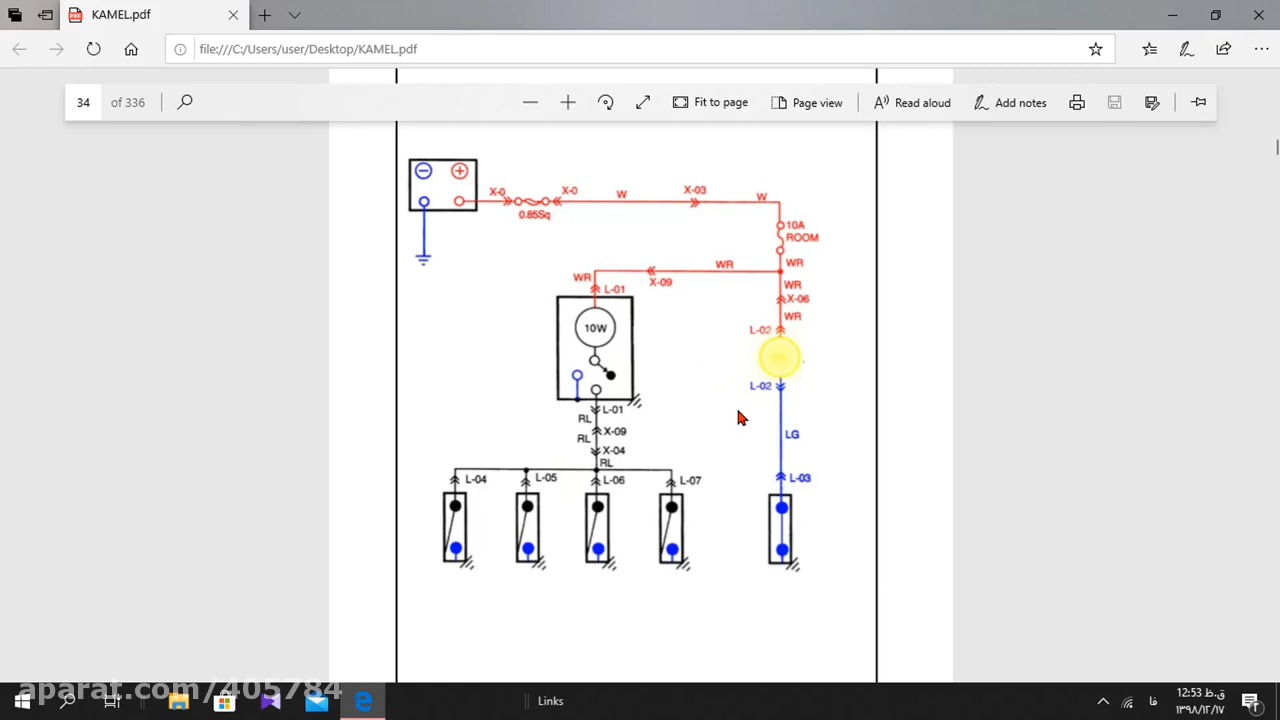 KAMEL.pdf
file:///C:/Users/user/Desktop/KAMEL.pdf
34 of 336
Fit to page
Page view
Read aloud
Add notes
X-0
X-0
W
X-03
W
0.85Sq
10A
ROOM
WR
WR
WR
X-09
WR
L-01
WR
X-06
WR
10W
L-02
L-02
L-01
RL
X-09
RL
X-04
RL
LG
L-04
L-05
L-06
L-07
L-03
aparat.com/405784
Links
فا
12:53 ق.ظ
۱۳۹۸/۱۲/۱۷